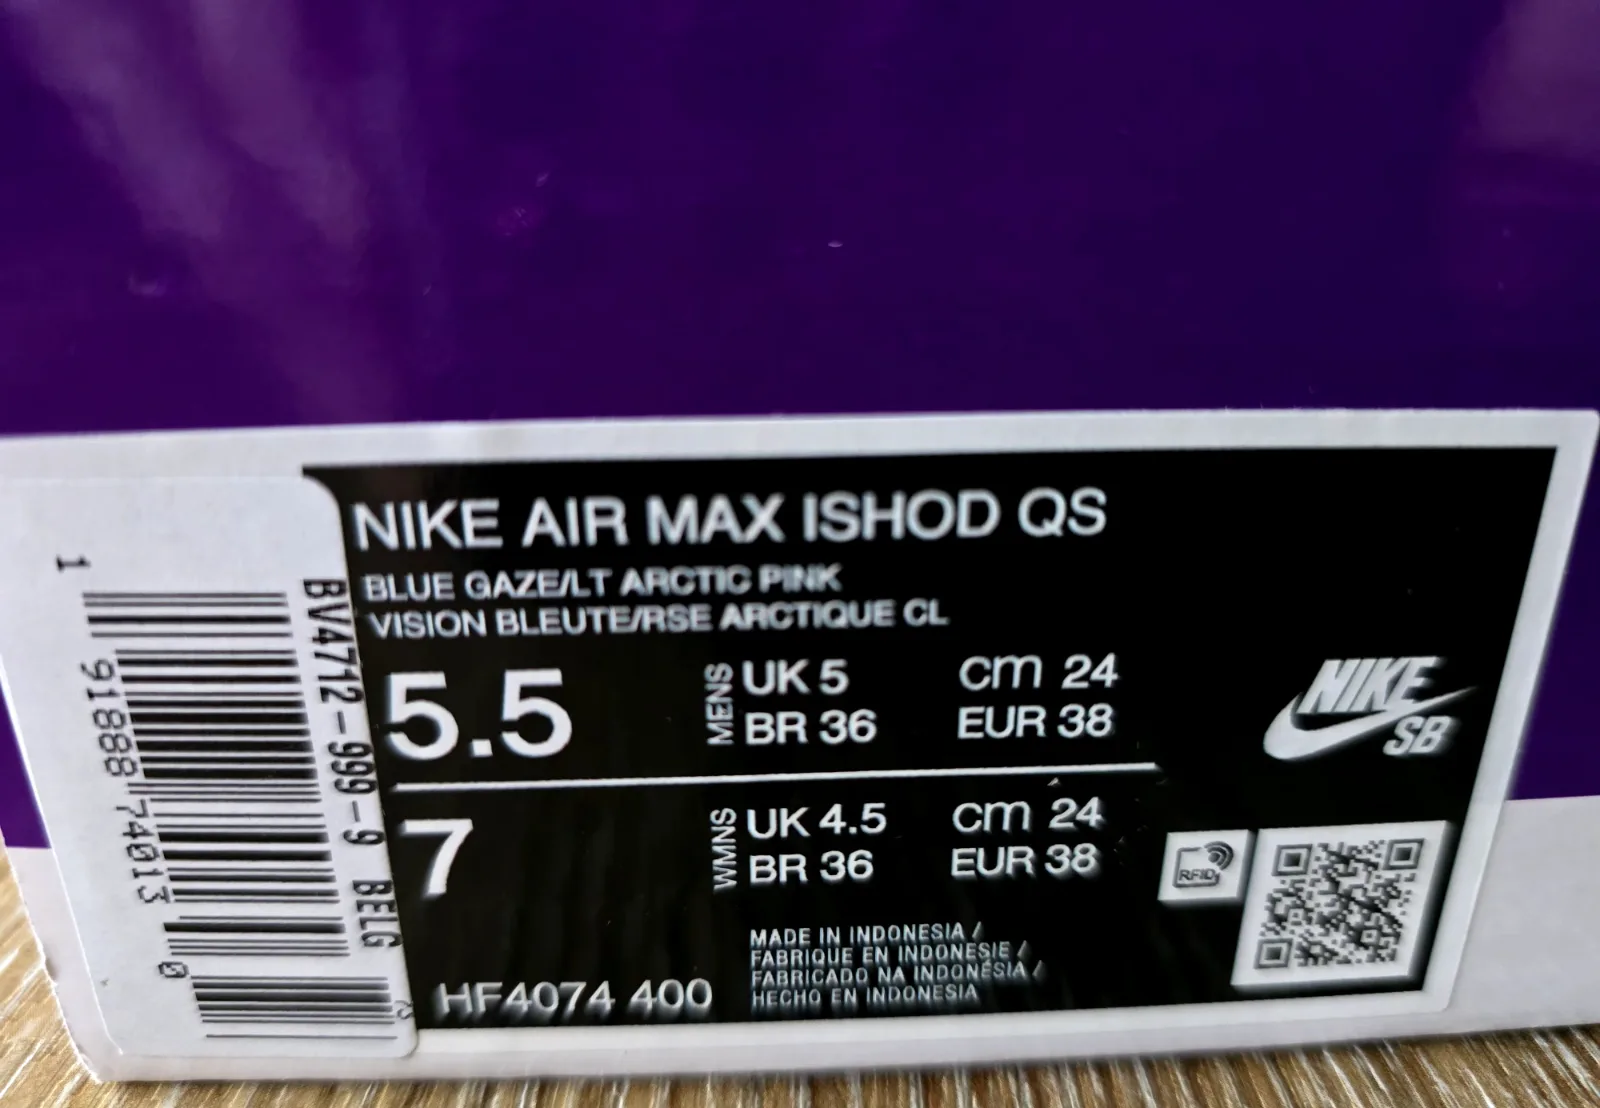 NIKE AIR MAX ISHOD QS
BLUE GAZE/LT ARCTIC PINK
VISION BLEUTE/RSE ARCTIQUE CL
5.5
MENS
UK 5
cm 24
BR 36
EUR 38
7
WMNS
UK 4.5
cm 24
BR 36
EUR 38
HF4074 400
MADE IN INDONESIA /
FABRIQUE EN INDONESIE /
FABRICADO NA INDONÉSIA /
HECHO EN INDONESIA
NIKE
SB
RFID
BV4712-999-9 BELG
1 91888 74013 0